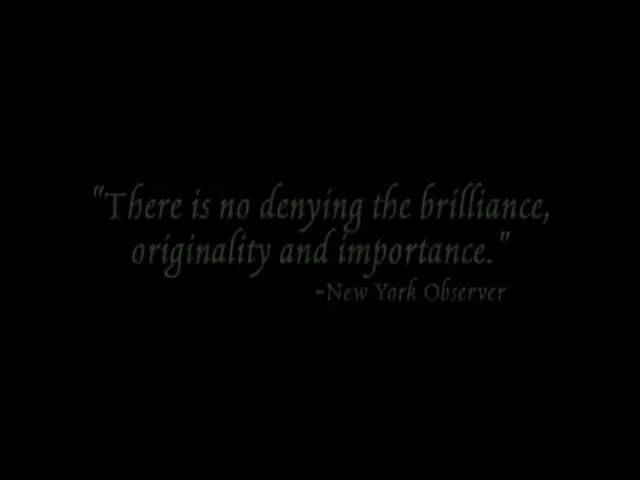 "There is no denying the brilliance,
originality and importance."
-New York Observer